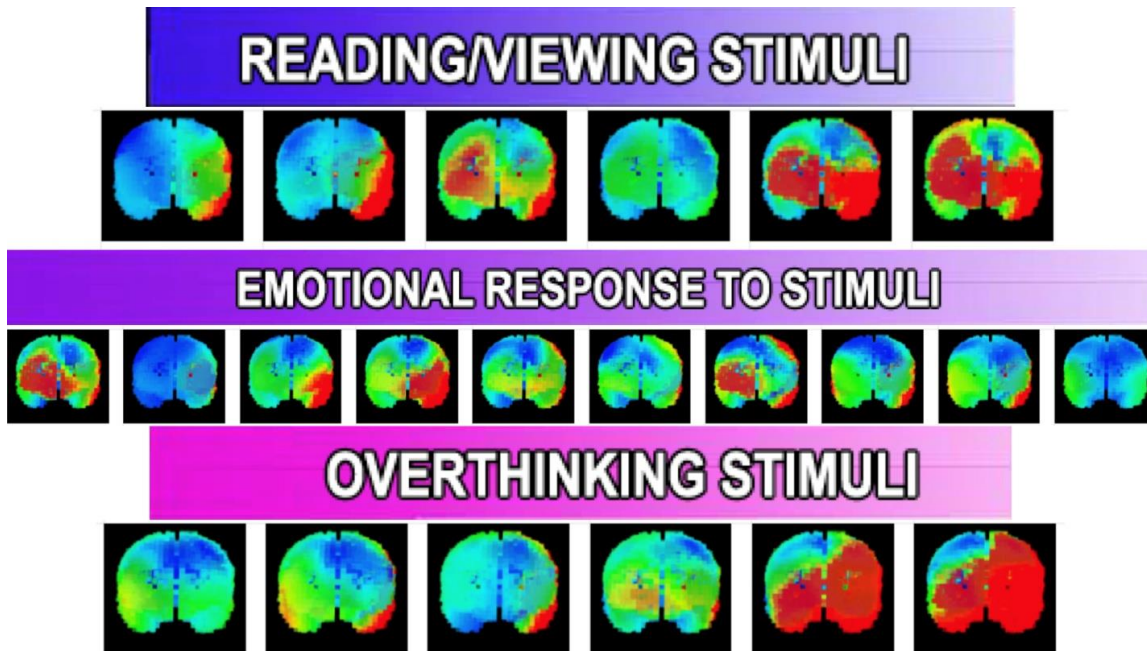 READING/VIEWING STIMULI
EMOTIONAL RESPONSE TO STIMULI
OVERTHINKING STIMULI